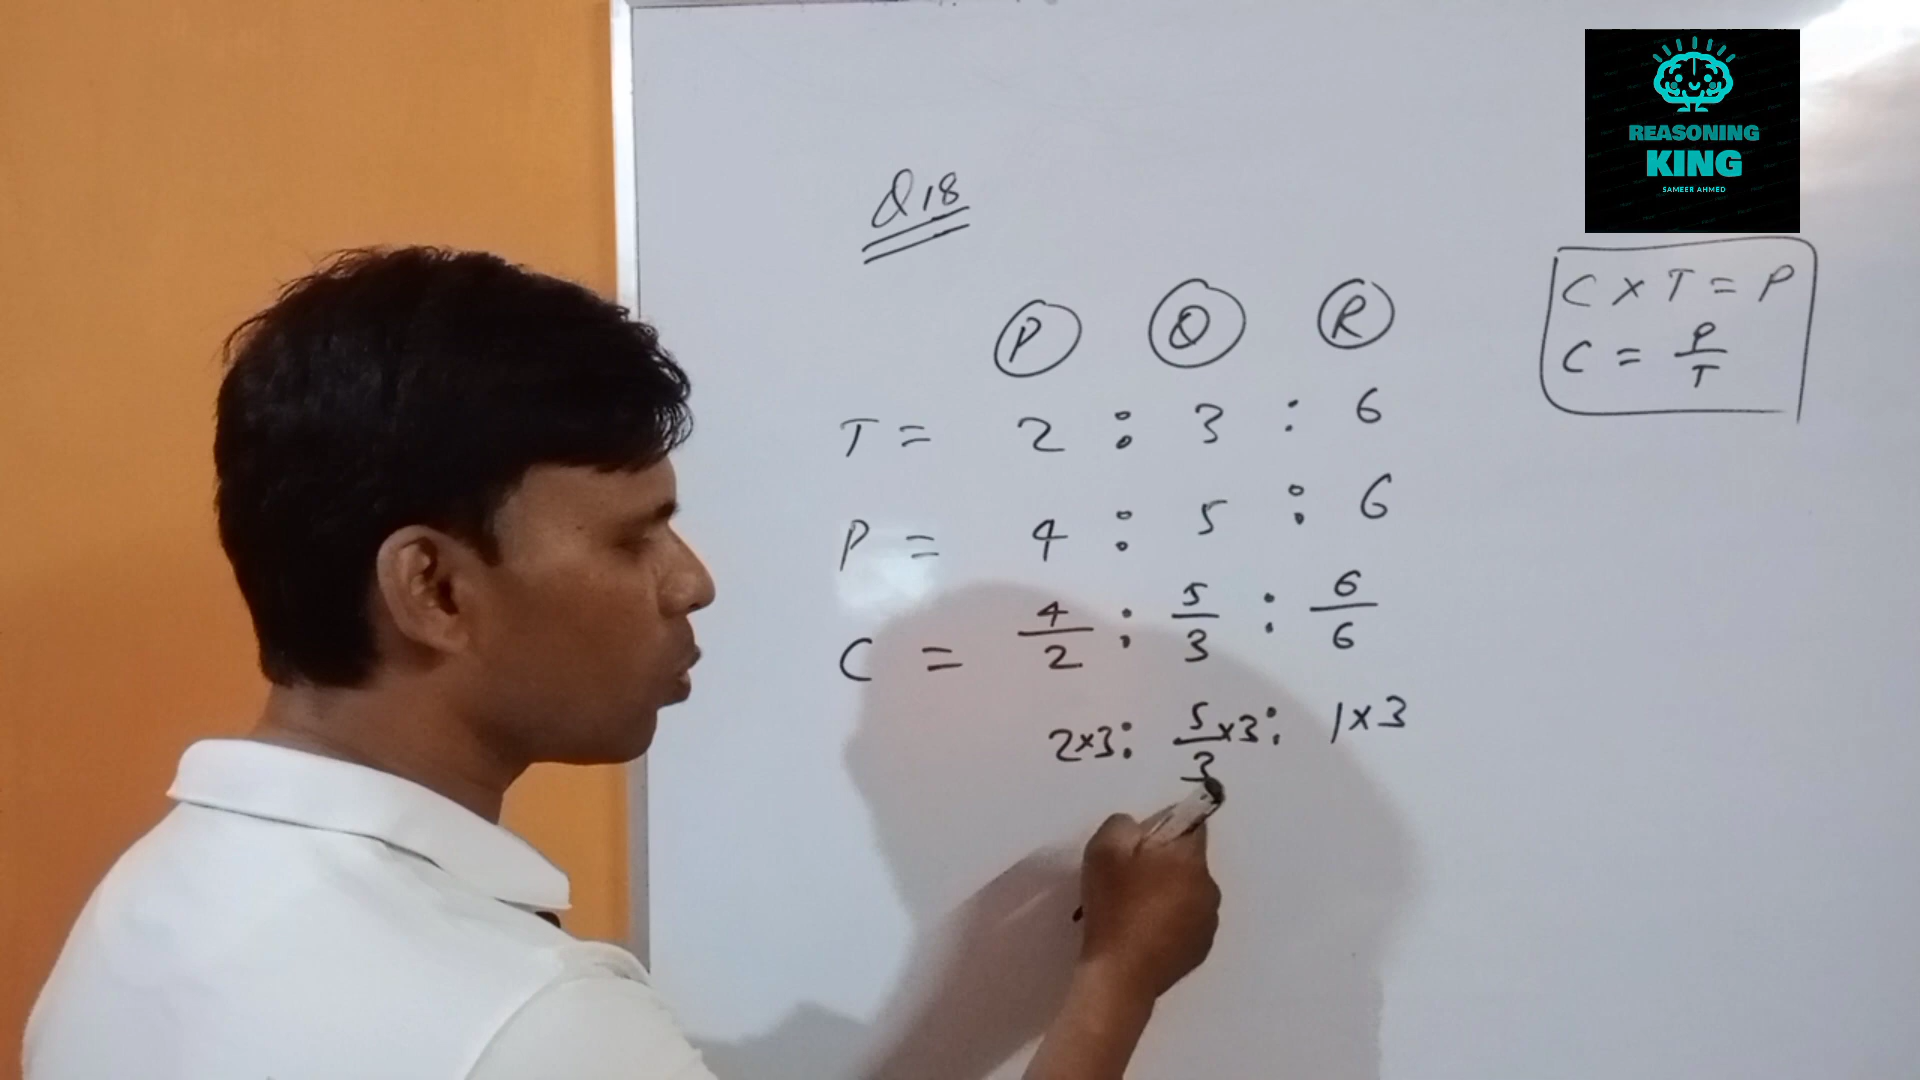 REASONING
KING
SAMEER AHMED
Q18
C × T = P
C = P/T
P Q R
T = 2 : 3 : 6
P = 4 : 5 : 6
C = 4/2 : 5/3 : 6/6
2×3 : 5/3 ×3 : 1×3